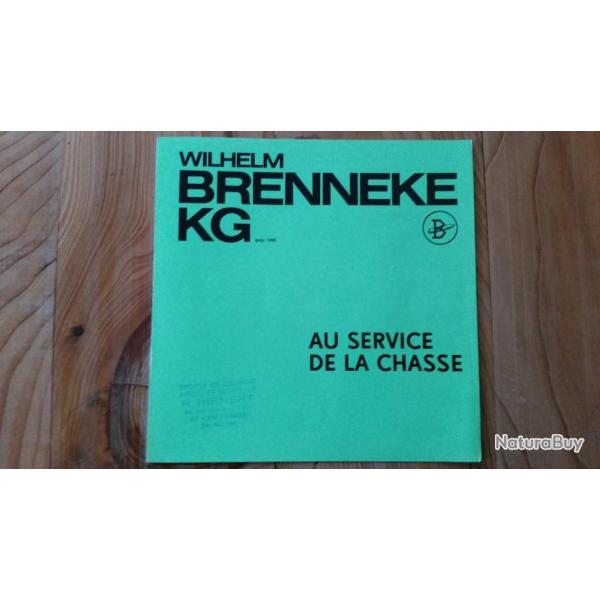 WILHELM
BRENNEKE
KG
B
AU SERVICE
DE LA CHASSE
NaturaBuy